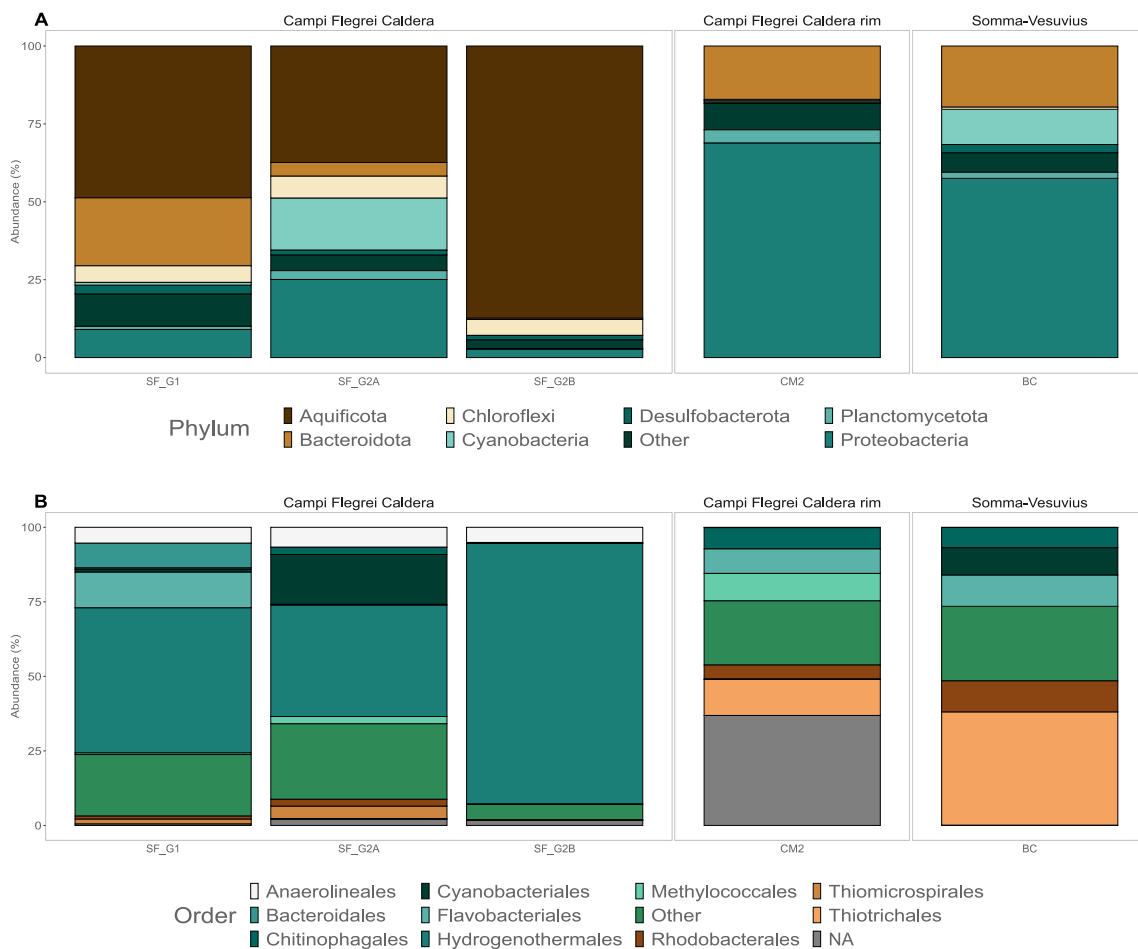 A
Campi Flegrei Caldera
Campi Flegrei Caldera rim
Somma-Vesuvius
100
75
50
25
0
Abundance (%)
SF_G1
SF_G2A
SF_G2B
CM2
BC
Phylum
Aquificota
Chloroflexi
Desulfobacterota
Planctomycetota
Bacteroidota
Cyanobacteria
Other
Proteobacteria
B
Campi Flegrei Caldera
Campi Flegrei Caldera rim
Somma-Vesuvius
100
75
50
25
0
Abundance (%)
SF_G1
SF_G2A
SF_G2B
CM2
BC
Order
Anaerolineales
Cyanobacteriales
Methylococcales
Thiomicrospirales
Bacteroidales
Flavobacteriales
Other
Thiotrichales
Chitinophagales
Hydrogenothermales
Rhodobacterales
NA